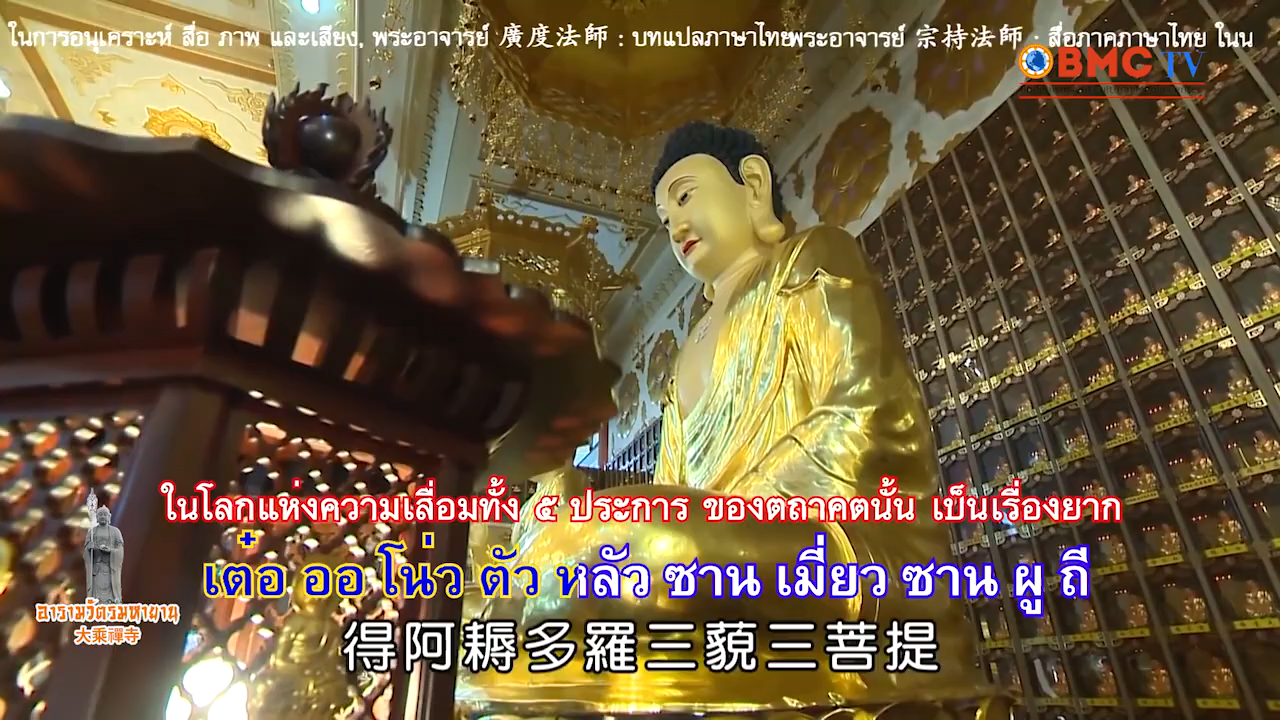 ในการอนุเคราะห์ สื่อ ภาพ และเสียง, พระอาจารย์ 廣度法師 : บทแปลภาษาไทยพระอาจารย์ 宗持法師 : สื่อภาคภาษาไทย ในน
BMC TV
ในโลกแห่งความเสื่อมทั้ง ๕ ประการ ของตถาคตนั้น เป็นเรื่องยาก
เต๋อ ออ โน่ว ตัว หลัว ซาน เมี่ยว ซาน ผู ถี
得阿耨多羅三藐三菩提
อารามวัตรมหายาน
大乘禪寺